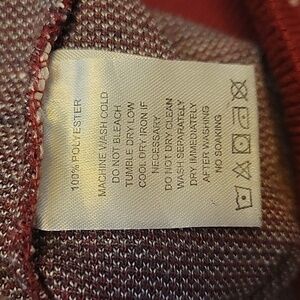 100% POLYESTER
MACHINE WASH COLD
DO NOT BLEACH
TUMBLE DRY LOW
COOL DRY IRON IF
NECESSARY
DO NOT DRY CLEAN
WASH SEPARATELY
IMMEDIATELY
AFTER WASHING
NO SOAKING